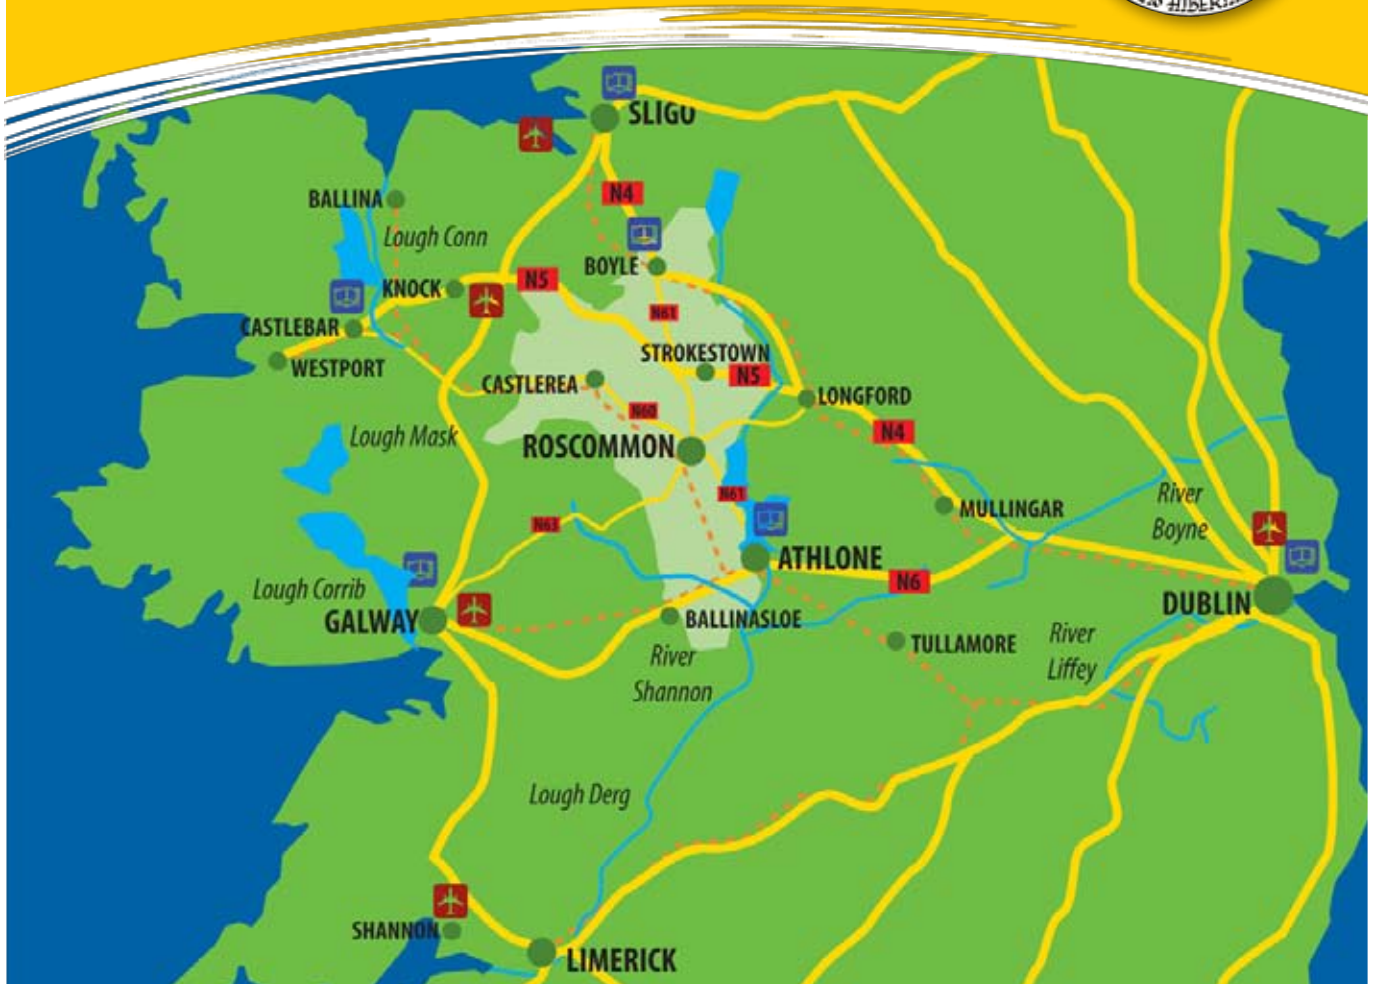 HIBERN
SLIGO
N4
BALLINA
Lough Conn
BOYLE
KNOCK
N5
N61
CASTLEBAR
STROKESTOWN
WESTPORT
N5
CASTLEREA
LONGFORD
N60
Lough Mask
N4
ROSCOMMON
N61
River
Boyne
MULLINGAR
N63
ATHLONE
N6
Lough Corrib
GALWAY
DUBLIN
BALLINASLOE
TULLAMORE
River
Liffey
River
Shannon
Lough Derg
SHANNON
LIMERICK